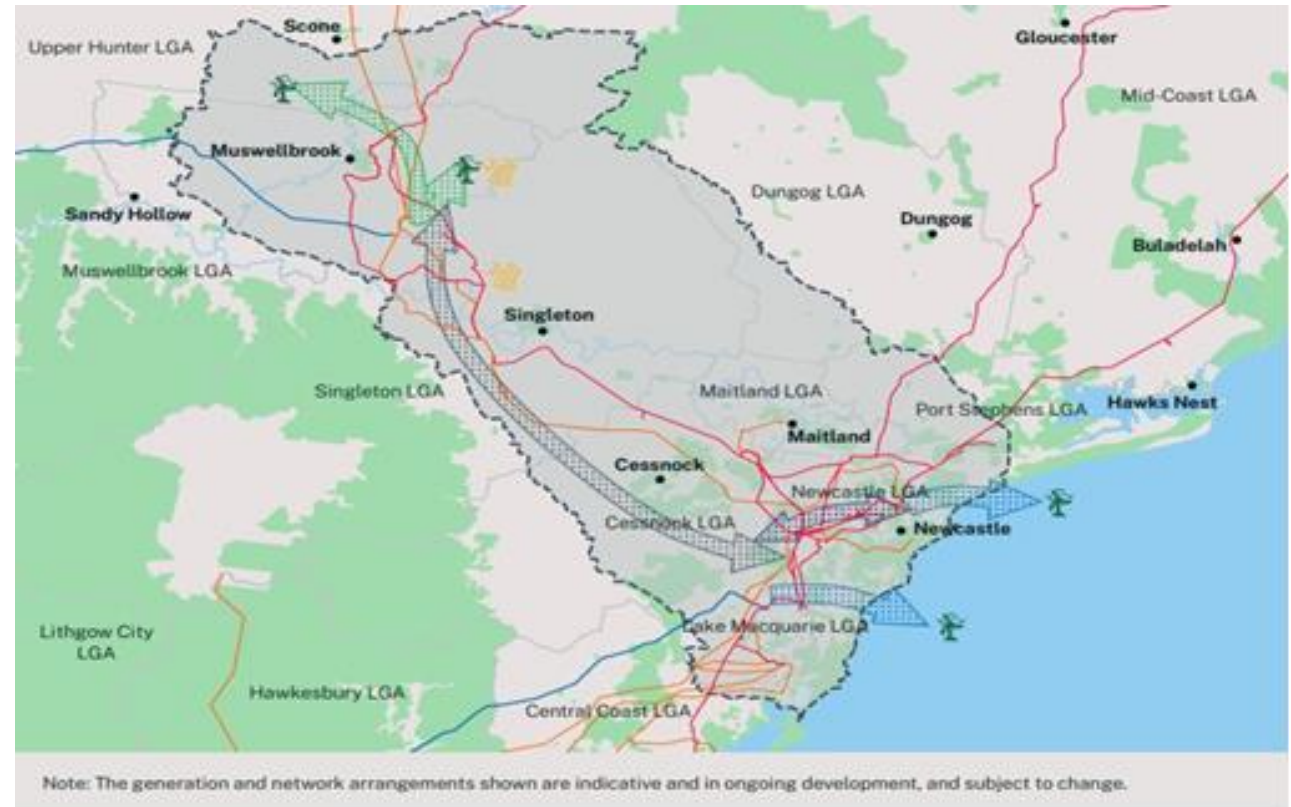 Scone
Gloucester
Upper Hunter LGA
Mid-Coast LGA
Muswellbrook
Dungog LGA
Sandy Hollow
Dungog
Buladelah
Muswellbrook LGA
Singleton
Singleton LGA
Maitland LGA
Port Stephens LGA
Hawks Nest
Maitland
Cessnock
Newcastle LGA
Cessnock LGA
Newcastle
Lake Macquarie LGA
Lithgow City
LGA
Hawkesbury LGA
Central Coast LGA
Note: The generation and network arrangements shown are indicative and in ongoing development, and subject to change.